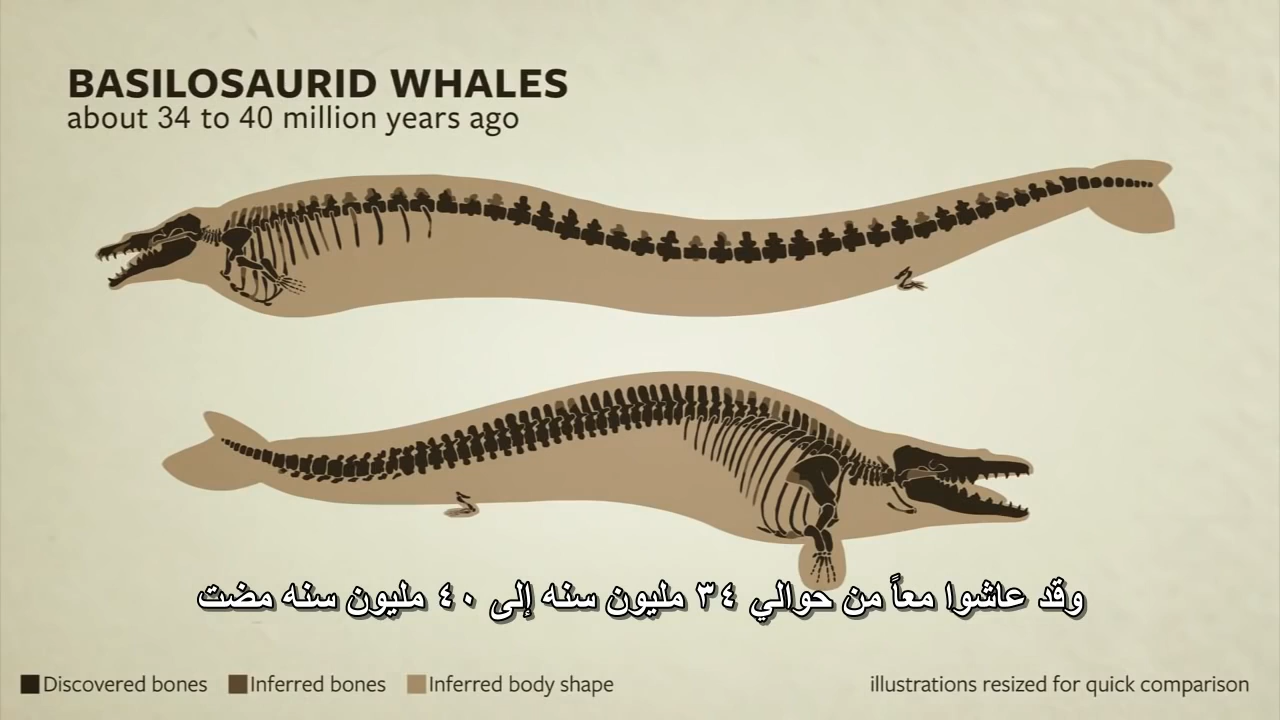 BASILOSAURID WHALES
about 34 to 40 million years ago
وقد عاشوا معاً من حوالي ٣٤ مليون سنه إلى ٤٠ مليون سنه مضت
Discovered bones Inferred bones Inferred body shape illustrations resized for quick comparison